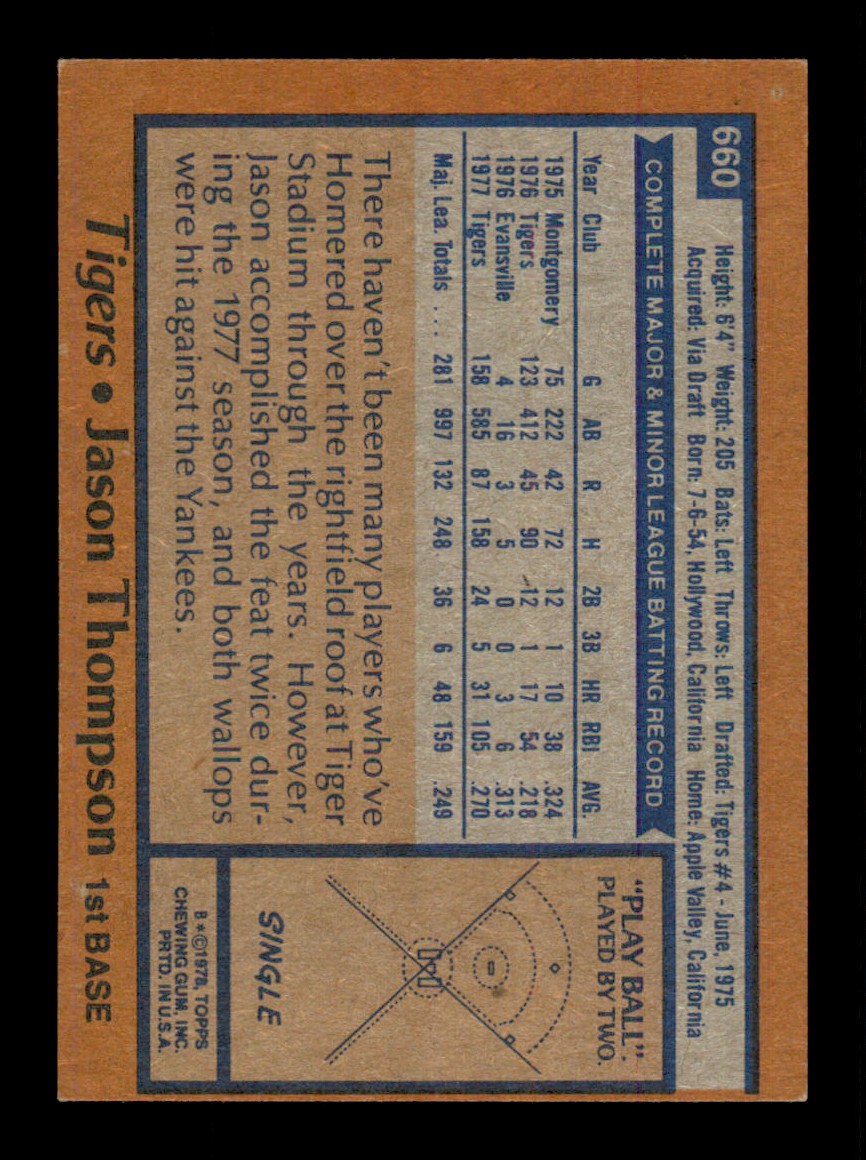 660
Height: 6'4" Weight: 205 Bats: Left Throws: Left Drafted: Tigers #4 - June, 1975
Acquired: Via Draft Born: 7-6-54, Hollywood, California Home: Apple Valley, California
COMPLETE MAJOR & MINOR LEAGUE BATTING RECORD
Year Club G AB R H 2B 3B HR RBI AVG.
1975 Montgomery 75 222 42 72 12 1 10 38 .324
1976 Tigers 123 412 45 90 12 1 17 54 .218
1976 Evansville 4 16 3 5 0 0 3 6 .313
1977 Tigers 158 585 87 158 24 5 31 105 .270
Maj. Lea. Totals .... 281 997 132 248 36 6 48 159 .249
There haven't been many players who've
Homered over the rightfield roof at Tiger
Stadium through the years. However,
Jason accomplished the feat twice dur-
ing the 1977 season, and both wallops
were hit against the Yankees.
"PLAY BALL".
PLAYED BY TWO.
SINGLE
B*©1978, TOPPS
CHEWING GUM, INC.
PRTD. IN U.S.A.
Tigers • Jason Thompson 1st BASE